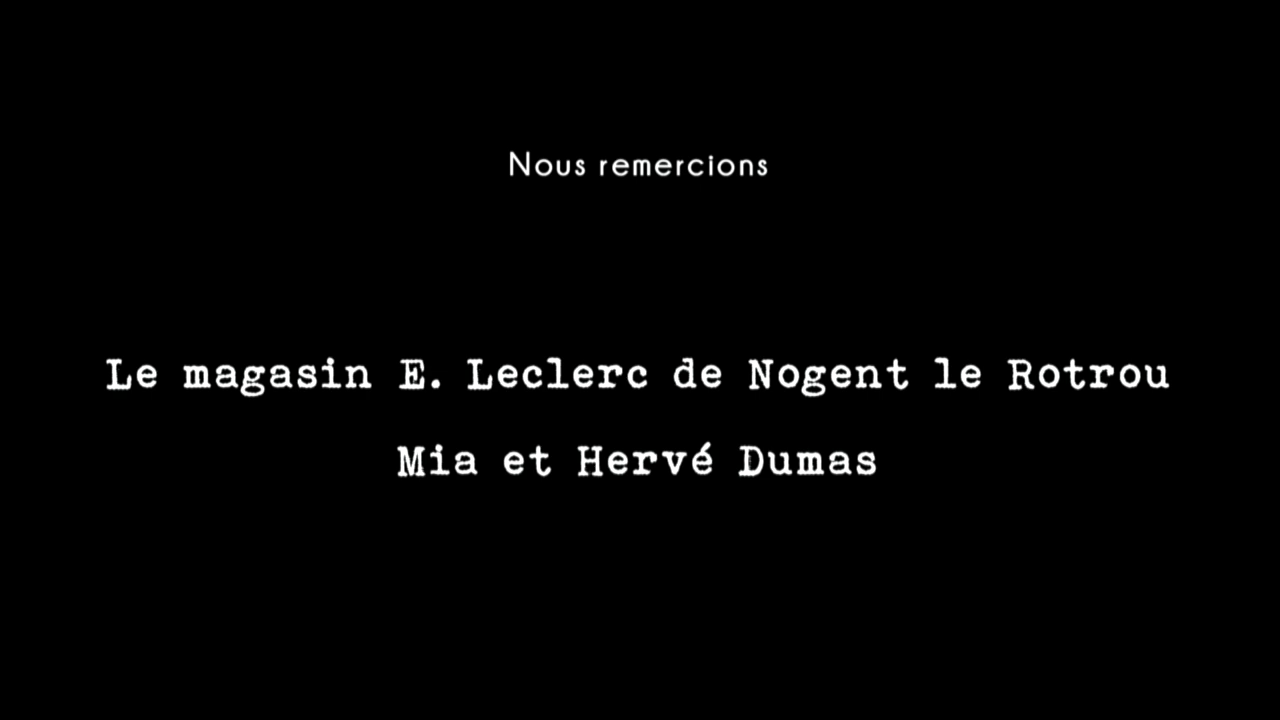 Nous remercions
Le magasin E. Leclerc de Nogent le Rotrou
Mia et Hervé Dumas